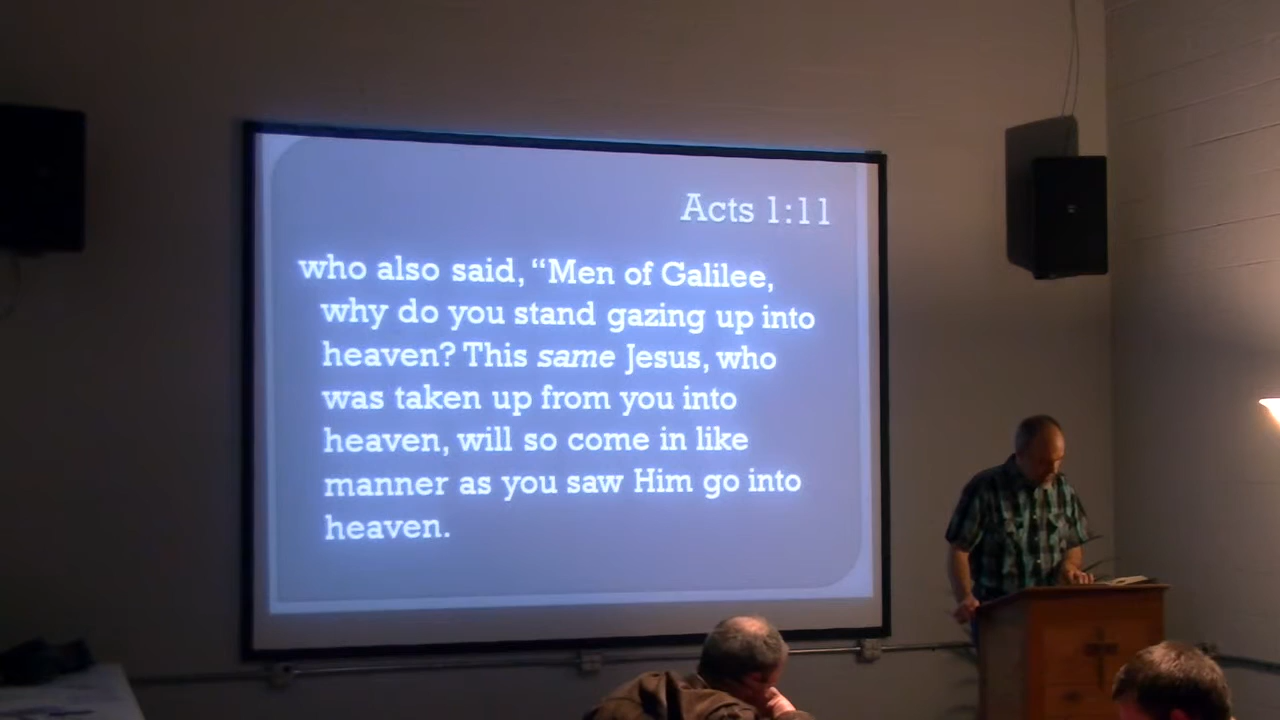 Acts 1:11
who also said, “Men of Galilee,
why do you stand gazing up into
heaven? This same Jesus, who
was taken up from you into
heaven, will so come in like
manner as you saw Him go into
heaven.